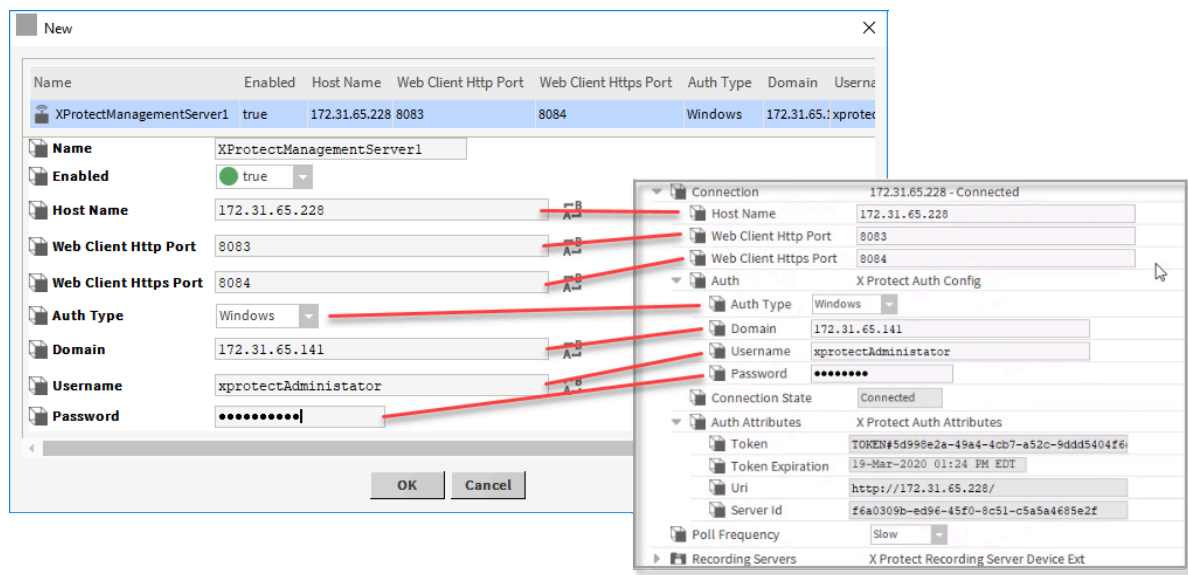 New
Name Enabled Host Name Web Client Http Port Web Client Https Port Auth Type Domain Userna
XProtectManagementServer1 true 172.31.65.228 8083 8084 Windows 172.31.65.1 xprotec
Name XProtectManagementServer1
Enabled true
Host Name 172.31.65.228
Web Client Http Port 8083
Web Client Https Port 8084
Auth Type Windows
Domain 172.31.65.141
Username xprotectAdministator
Password ••••••••••
OK Cancel
Connection 172.31.65.228 - Connected
Host Name 172.31.65.228
Web Client Http Port 8083
Web Client Https Port 8084
Auth X Protect Auth Config
Auth Type Windows
Domain 172.31.65.141
Username xprotectAdministator
Password ••••••••
Connection State Connected
Auth Attributes X Protect Auth Attributes
Token TOKEN#5d998e2a-49a4-4cb7-a52c-9ddd5404f6
Token Expiration 19-Mar-2020 01:24 PM EDT
Uri http://172.31.65.228/
Server Id f6a0309b-ed96-45f0-8c51-c5a5a4685e2f
Poll Frequency Slow
Recording Servers X Protect Recording Server Device Ext